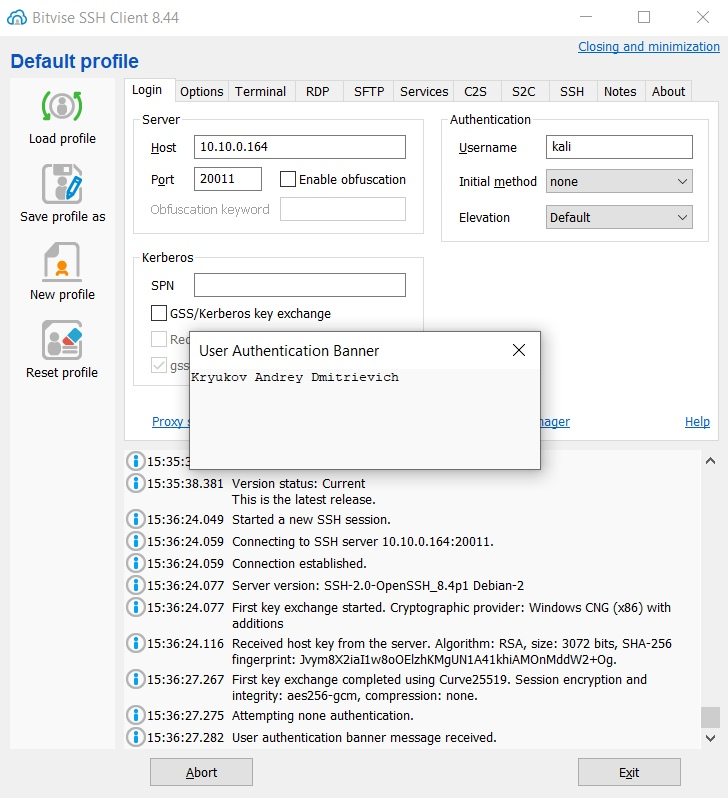 Bitvise SSH Client 8.44
Default profile
Closing and minimization
Load profile
Save profile as
New profile
Reset profile
Login Options Terminal RDP SFTP Services C2S S2C SSH Notes About
Server
Host 10.10.0.164
Port 20011 Enable obfuscation
Obfuscation keyword
Authentication
Username kali
Initial method none
Elevation Default
Kerberos
SPN
GSS/Kerberos key exchange
Rec
gss
User Authentication Banner
Kryukov Andrey Dmitrievich
Proxy s
nager
Help
15:35:3
15:35:38.381 Version status: Current
This is the latest release.
15:36:24.049 Started a new SSH session.
15:36:24.059 Connecting to SSH server 10.10.0.164:20011.
15:36:24.059 Connection established.
15:36:24.077 Server version: SSH-2.0-OpenSSH_8.4p1 Debian-2
15:36:24.077 First key exchange started. Cryptographic provider: Windows CNG (x86) with
additions
15:36:24.116 Received host key from the server. Algorithm: RSA, size: 3072 bits, SHA-256
fingerprint: Jvym8X2iaI1w8oOElzhKMgUN1A41khiAMOnMddW2+Og.
15:36:27.267 First key exchange completed using Curve25519. Session encryption and
integrity: aes256-gcm, compression: none.
15:36:27.275 Attempting none authentication.
15:36:27.282 User authentication banner message received.
Abort
Exit